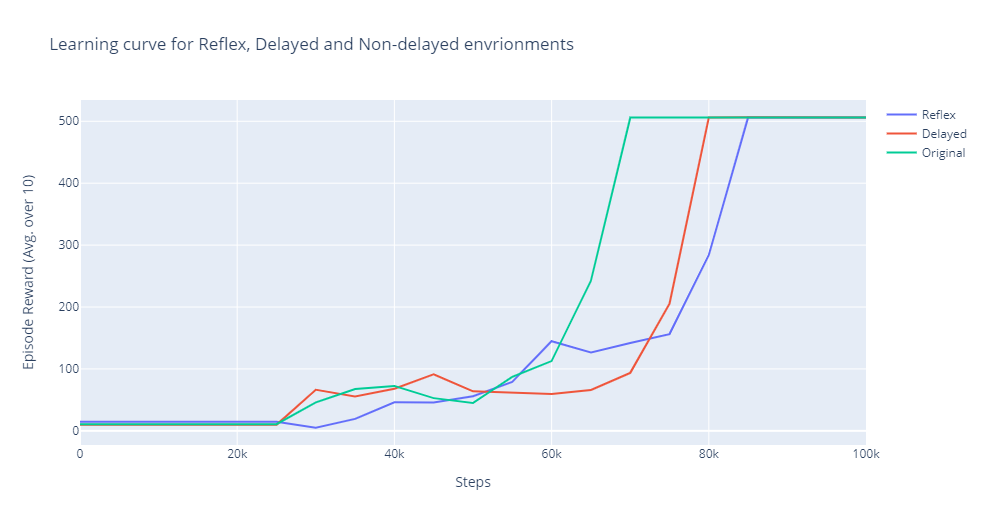 Learning curve for Reflex, Delayed and Non-delayed envrionments
Episode Reward (Avg. over 10)
500
400
300
200
100
0
0
20k
40k
60k
80k
100k
Steps
Reflex
Delayed
Original